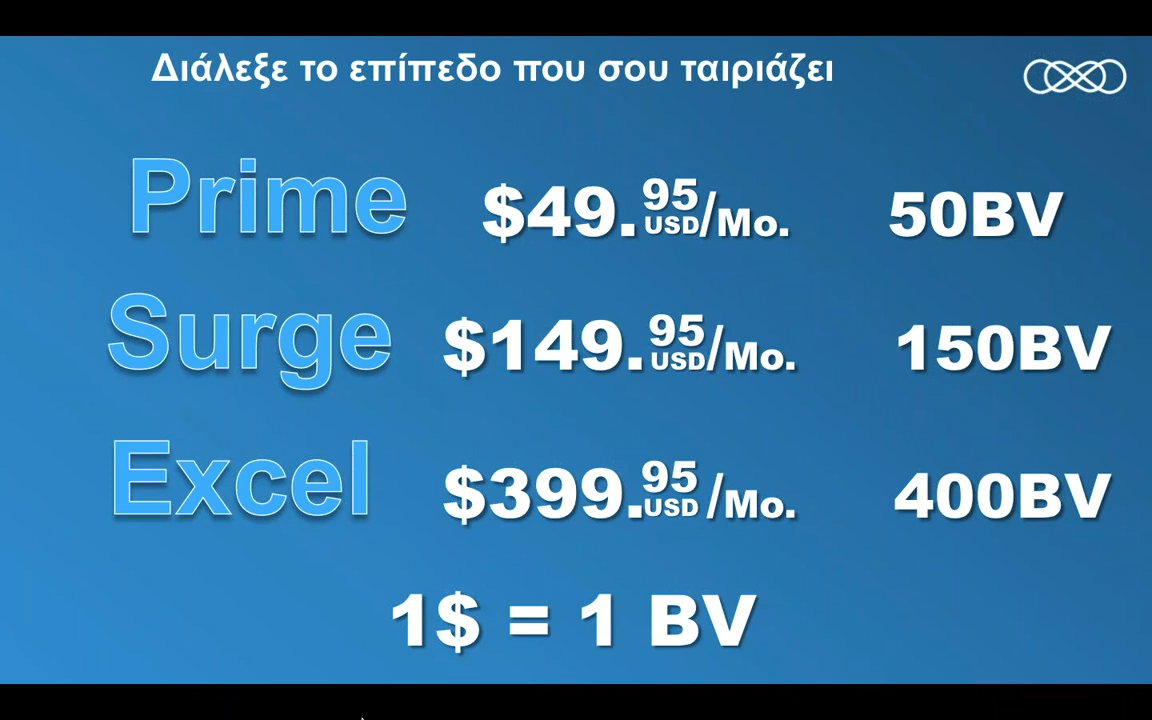 Διάλεξε το επίπεδο που σου ταιριάζει
Prime $49.95 USD/Mo. 50BV
Surge $149.95 USD/Mo. 150BV
Excel $399.95 USD/Mo. 400BV
1$ = 1 BV